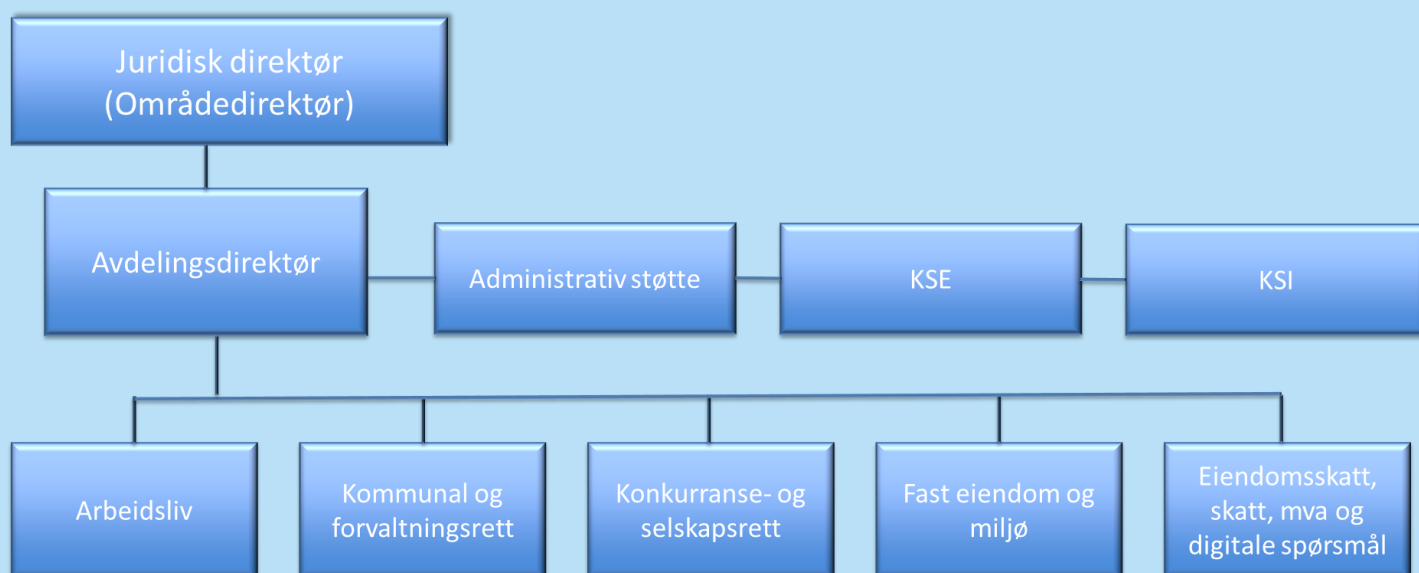 Juridisk direktør
(Områdedirektør)
Avdelingsdirektør
Administrativ støtte
KSE
KSI
Arbeidsliv
Kommunal og
forvaltningsrett
Konkurranse- og
selskapsrett
Fast eiendom og
miljø
Eiendomsskatt,
skatt, mva og
digitale spørsmål